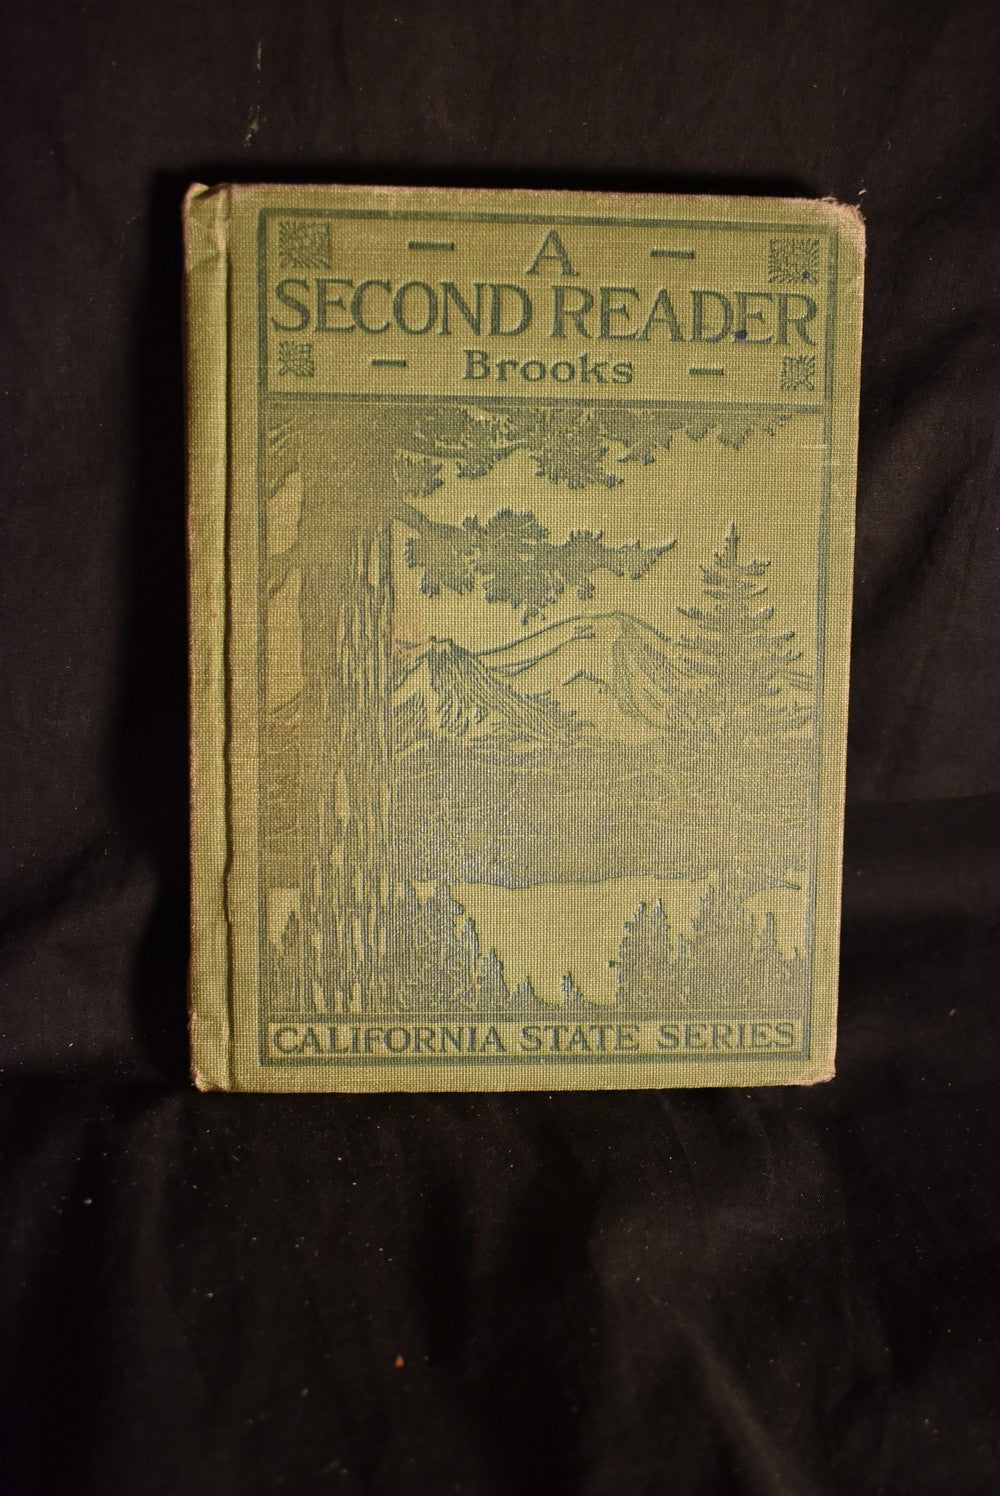 A
SECOND READER
Brooks
CALIFORNIA STATE SERIES